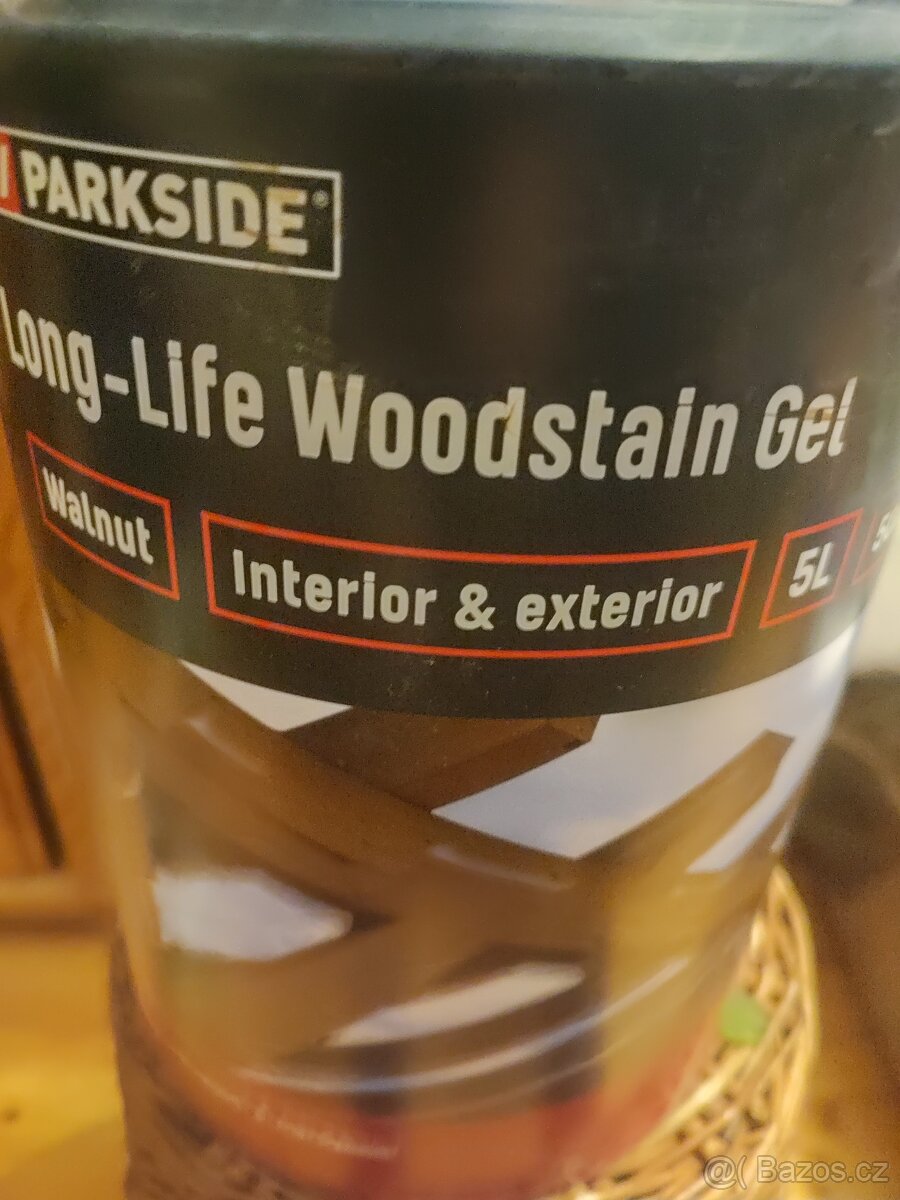 PARKSIDE®
Long-Life Woodstain Gel
Walnut
Interior & exterior
5L
@( Bazos.cz